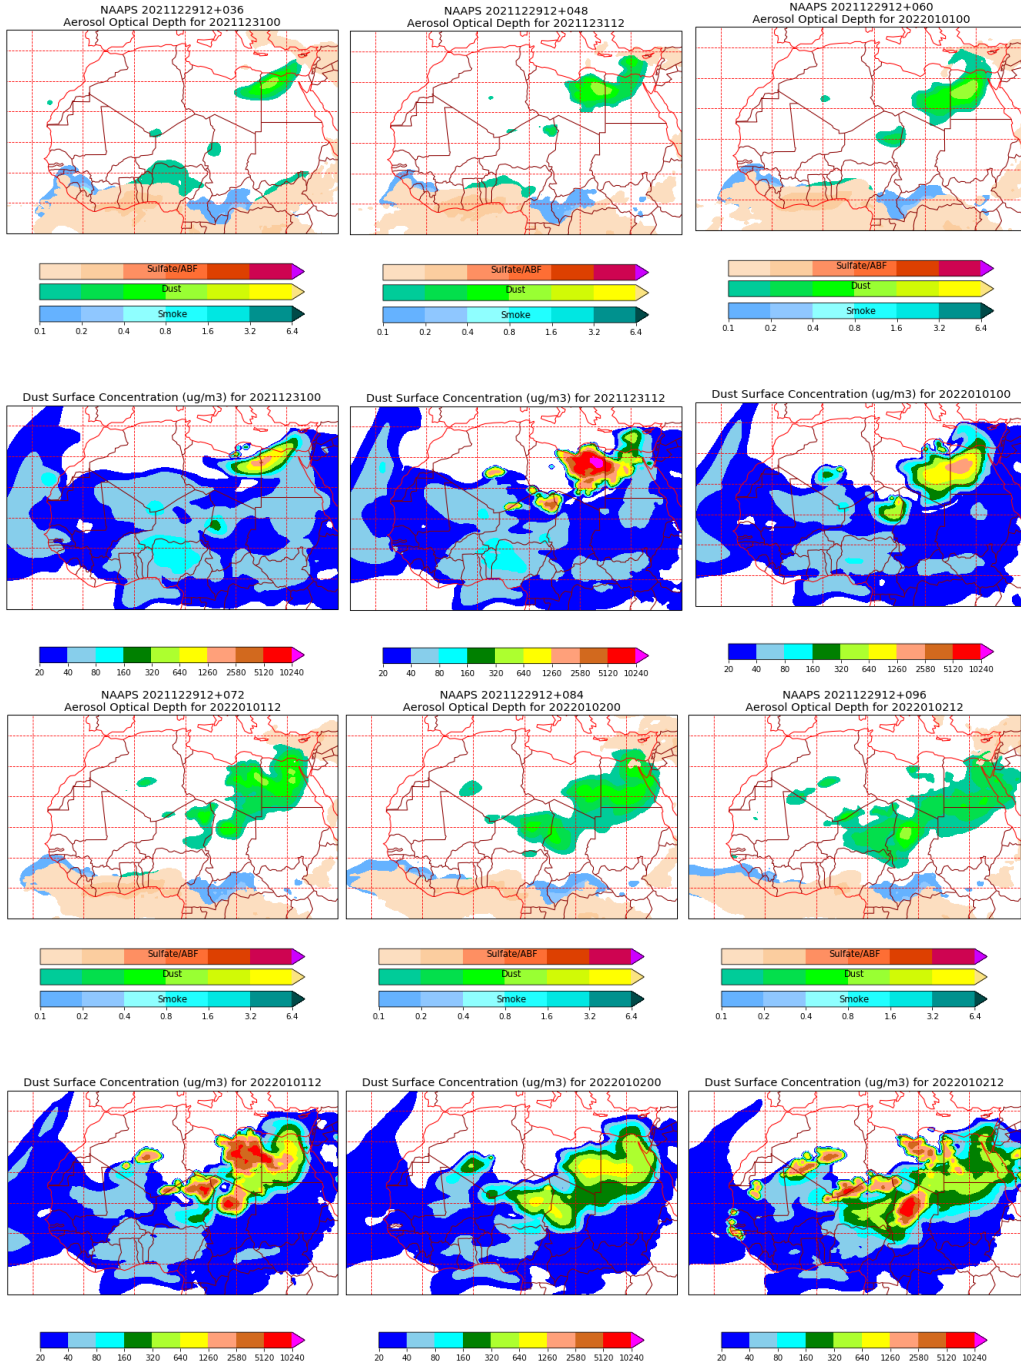 NAAPS 2021122912+036
Aerosol Optical Depth for 2021123100
NAAPS 2021122912+048
Aerosol Optical Depth for 2021123112
NAAPS 2021122912+060
Aerosol Optical Depth for 2022010100
Sulfate/ABF
Dust
Smoke
0.1 0.2 0.4 0.8 1.6 3.2 6.4
Sulfate/ABF
Dust
Smoke
0.1 0.2 0.4 0.8 1.6 3.2 6.4
Sulfate/ABF
Dust
Smoke
0.1 0.2 0.4 0.8 1.6 3.2 6.4
Dust Surface Concentration (ug/m3) for 2021123100
Dust Surface Concentration (ug/m3) for 2021123112
Dust Surface Concentration (ug/m3) for 2022010100
20 40 80 160 320 640 1260 2580 5120 10240
20 40 80 160 320 640 1260 2580 5120 10240
20 40 80 160 320 640 1260 2580 5120 10240
NAAPS 2021122912+072
Aerosol Optical Depth for 2022010112
NAAPS 2021122912+084
Aerosol Optical Depth for 2022010200
NAAPS 2021122912+096
Aerosol Optical Depth for 2022010212
Sulfate/ABF
Dust
Smoke
0.1 0.2 0.4 0.8 1.6 3.2 6.4
Sulfate/ABF
Dust
Smoke
0.1 0.2 0.4 0.8 1.6 3.2 6.4
Sulfate/ABF
Dust
Smoke
0.1 0.2 0.4 0.8 1.6 3.2 6.4
Dust Surface Concentration (ug/m3) for 2022010112
Dust Surface Concentration (ug/m3) for 2022010200
Dust Surface Concentration (ug/m3) for 2022010212
20 40 80 160 320 640 1260 2580 5120 10240
20 40 80 160 320 640 1260 2580 5120 10240
20 40 80 160 320 640 1260 2580 5120 10240